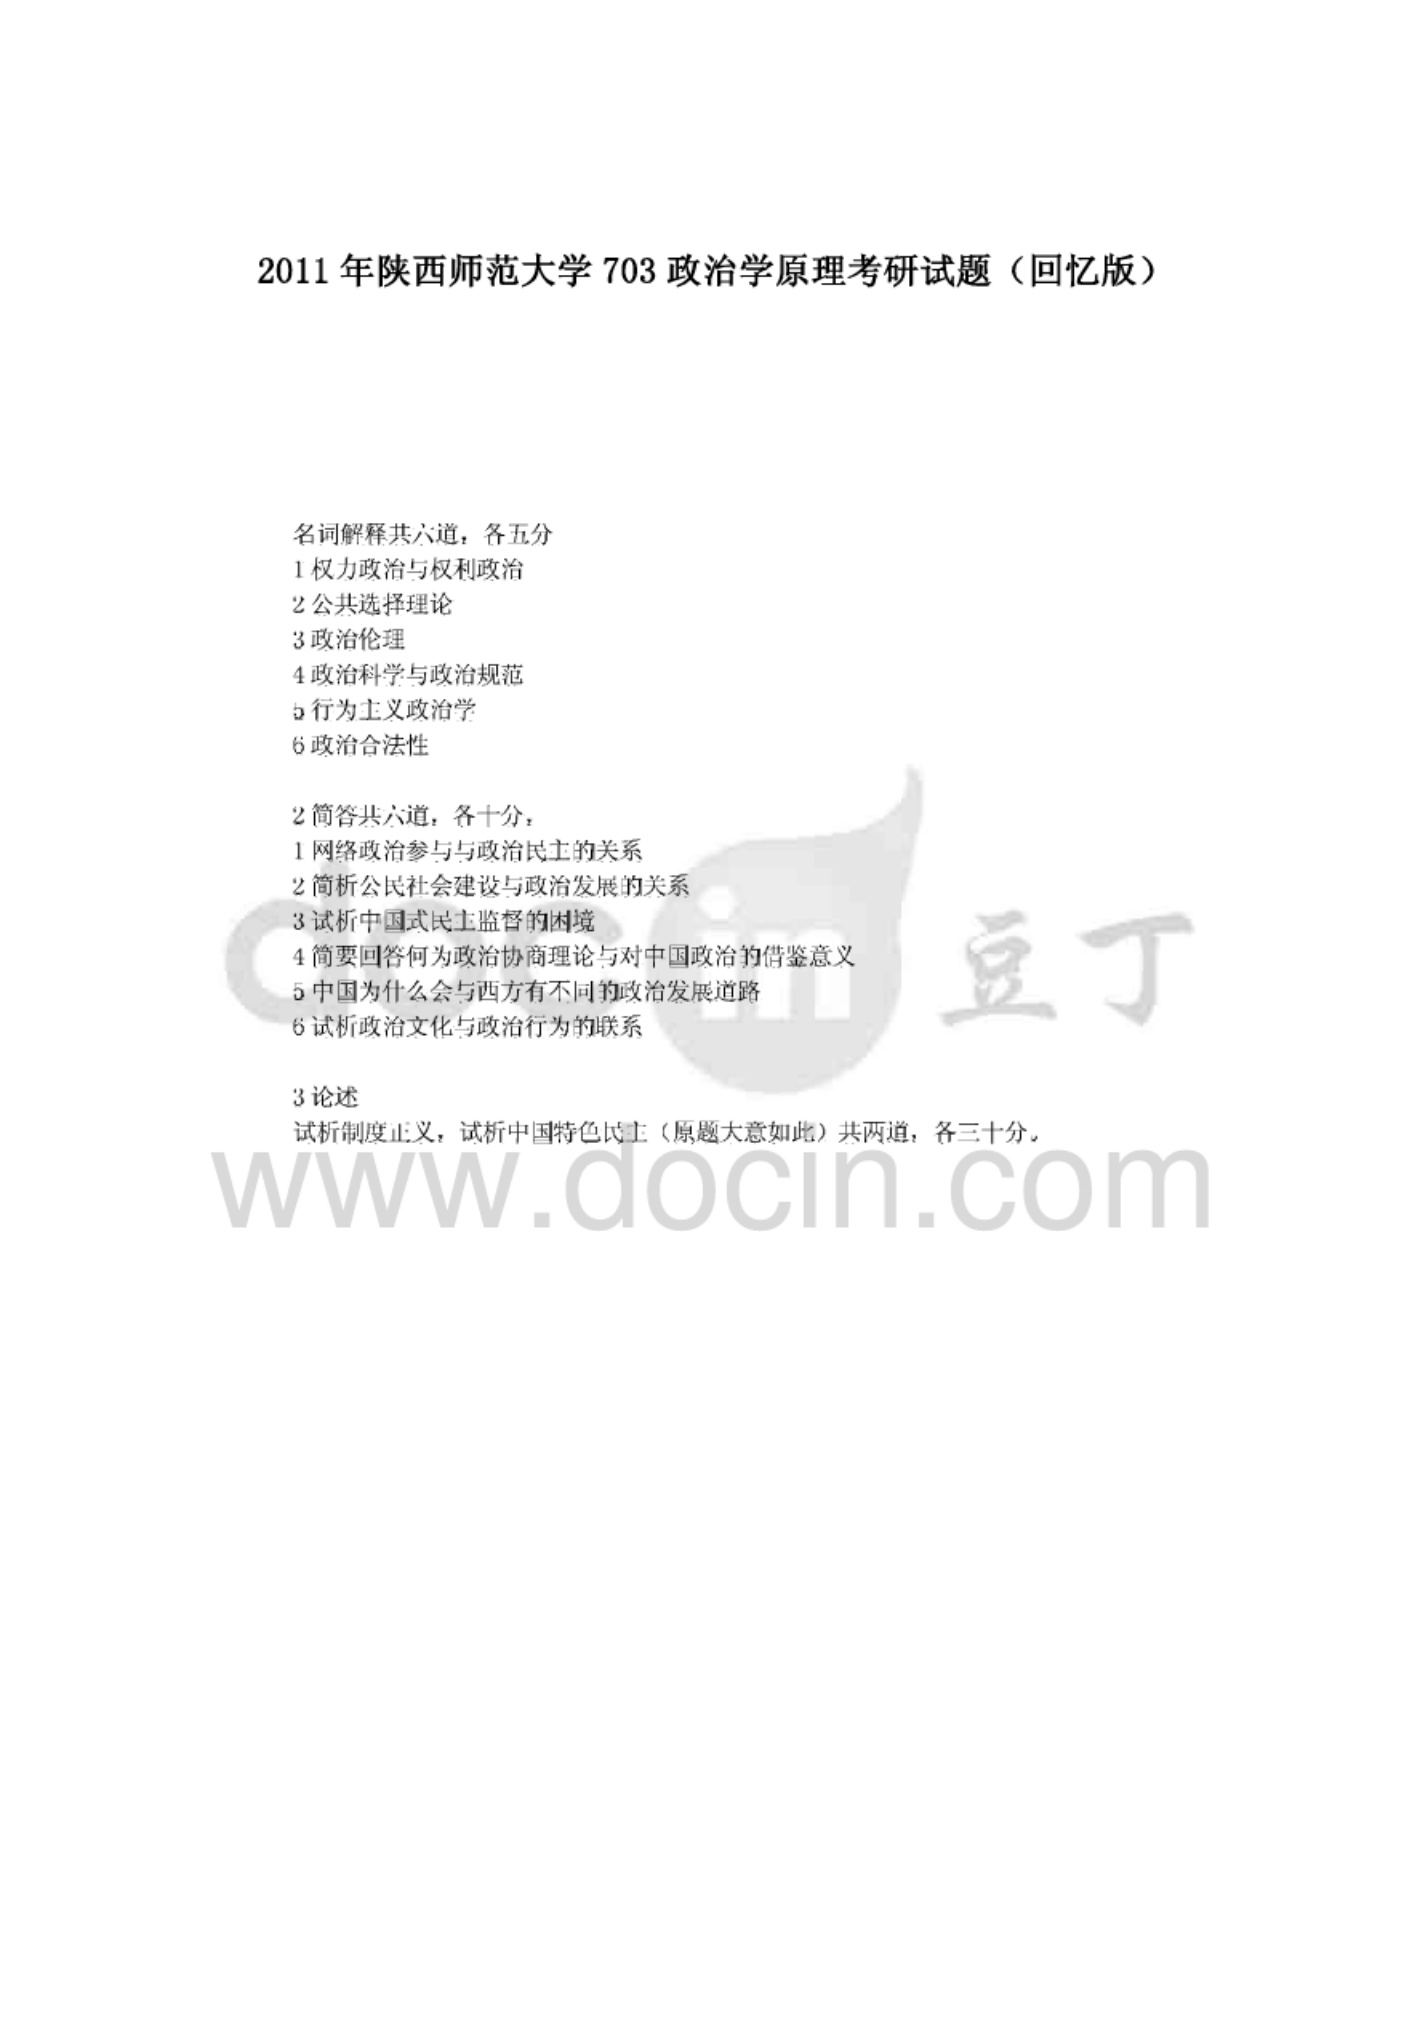 2011 年陕西师范大学 703 政治学原理考研试题（回忆版）
名词解释共六道，各五分
1 权力政治与权利政治
2 公共选择理论
3 政治伦理
4 政治科学与政治规范
5 行为主义政治学
6 政治合法性
2 简答共六道，各十分，
1 网络政治参与与政治民主的关系
2 简析公民社会建设与政治发展的关系
3 试析中国式民主监督的困境
4 简要回答何为政治协商理论与对中国政治的借鉴意义
5 中国为什么会与西方有不同的政治发展道路
6 试析政治文化与政治行为的联系
docin 豆丁
3 论述
试析制度正义，试析中国特色民主（原题大意如此）共两道，各三十分。
www.docin.com